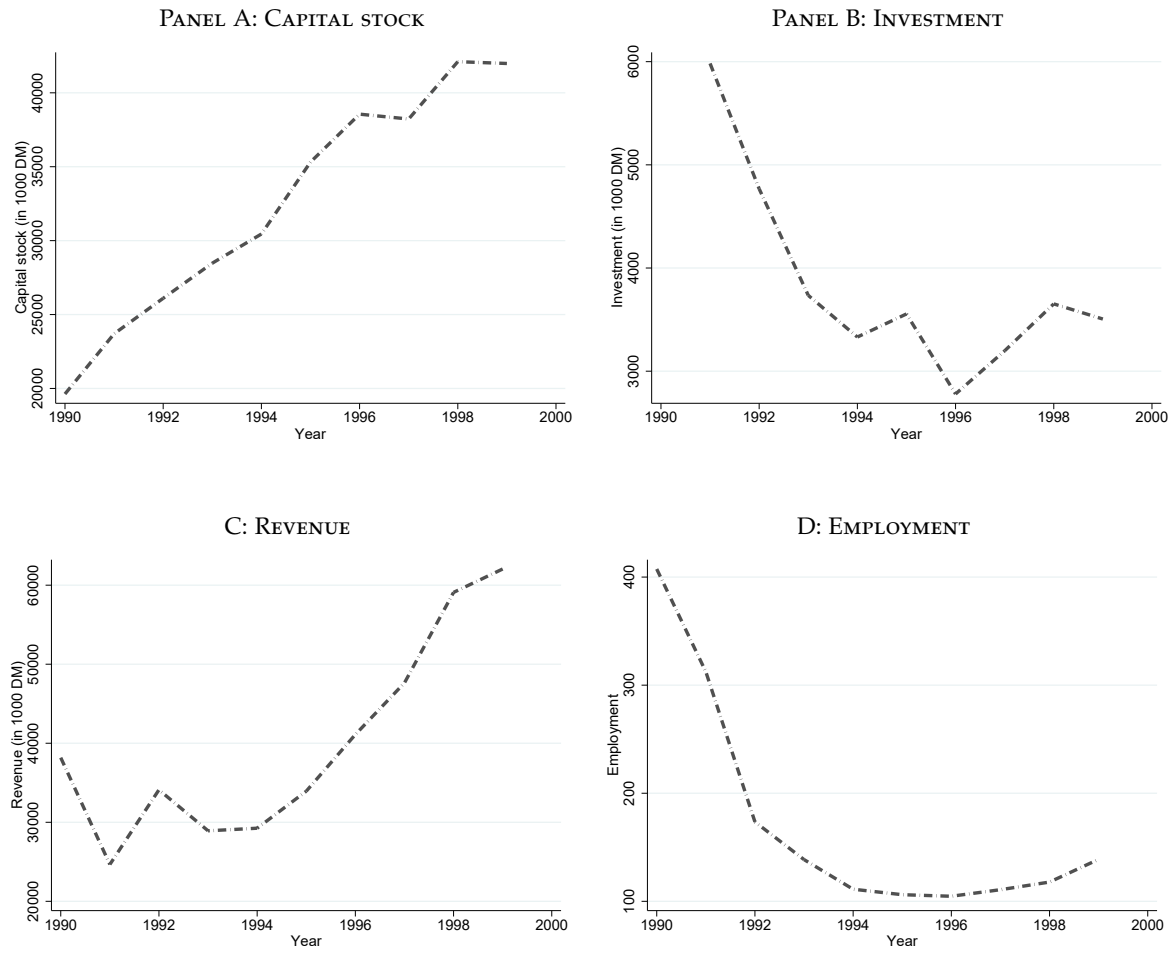 PANEL A: CAPITAL STOCK
Capital stock (in 1000 DM)
40000
35000
30000
25000
20000
1990 1992 1994 1996 1998 2000
Year
PANEL B: INVESTMENT
Investment (in 1000 DM)
6000
5000
4000
3000
1990 1992 1994 1996 1998 2000
Year
C: REVENUE
Revenue (in 1000 DM)
60000
50000
40000
30000
20000
1990 1992 1994 1996 1998 2000
Year
D: EMPLOYMENT
Employment
400
300
200
100
1990 1992 1994 1996 1998 2000
Year